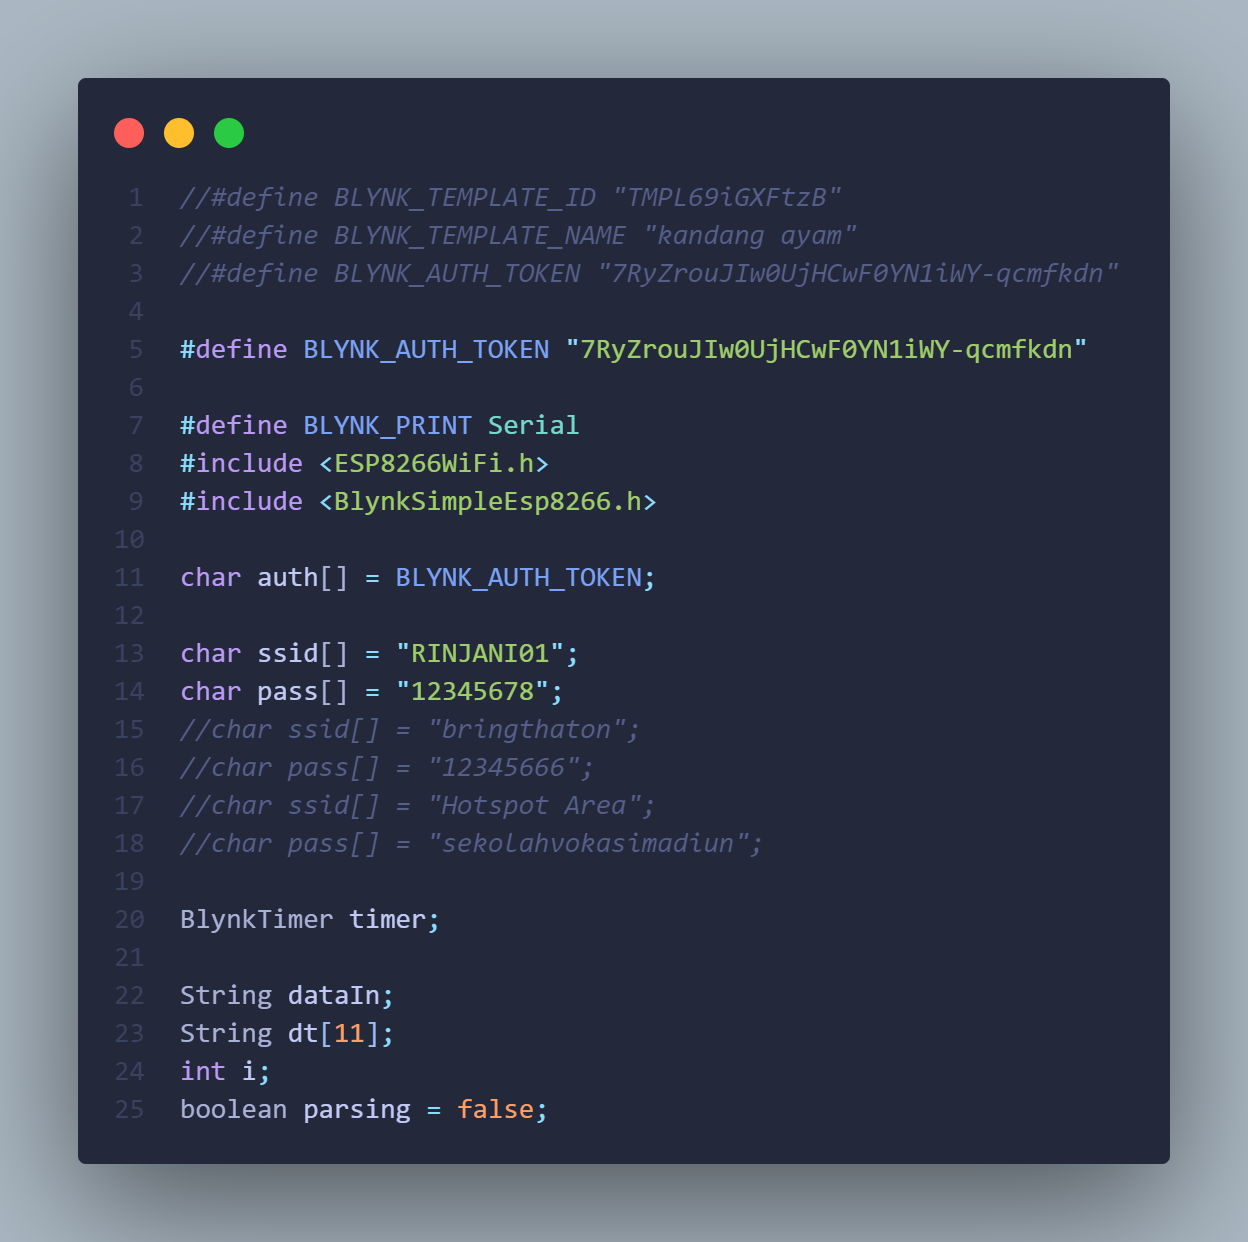 1 //#define BLYNK_TEMPLATE_ID "TMPL69iGXFtzB"
2 //#define BLYNK_TEMPLATE_NAME "kandang ayam"
3 //#define BLYNK_AUTH_TOKEN "7RyZrouJIw0UjHCwF0YN1iWY-qcmfkdn"
4
5 #define BLYNK_AUTH_TOKEN "7RyZrouJIw0UjHCwF0YN1iWY-qcmfkdn"
6
7 #define BLYNK_PRINT Serial
8 #include <ESP8266WiFi.h>
9 #include <BlynkSimpleEsp8266.h>
10
11 char auth[] = BLYNK_AUTH_TOKEN;
12
13 char ssid[] = "RINJANI01";
14 char pass[] = "12345678";
15 //char ssid[] = "bringthaton";
16 //char pass[] = "12345666";
17 //char ssid[] = "Hotspot Area";
18 //char pass[] = "sekolahvokasimadiun";
19
20 BlynkTimer timer;
21
22 String dataIn;
23 String dt[11];
24 int i;
25 boolean parsing = false;